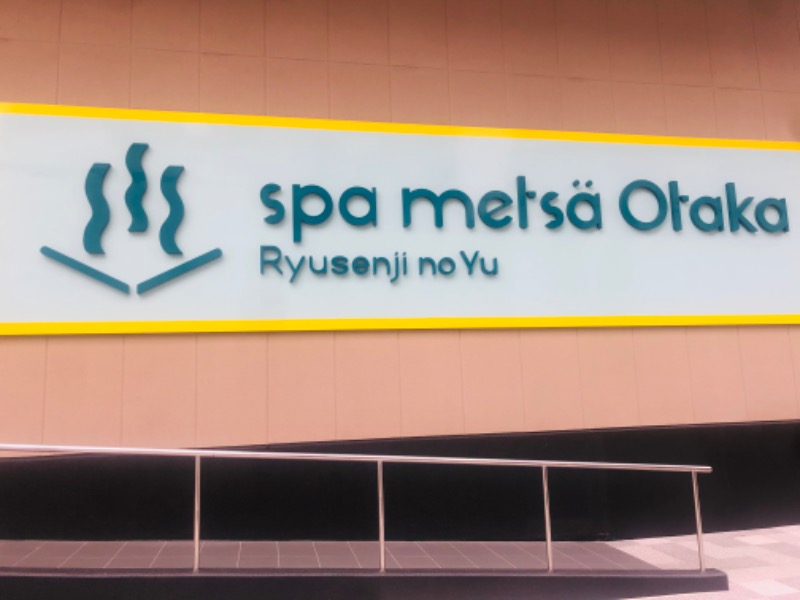 spa metsä Otaka
Ryusenji no Yu